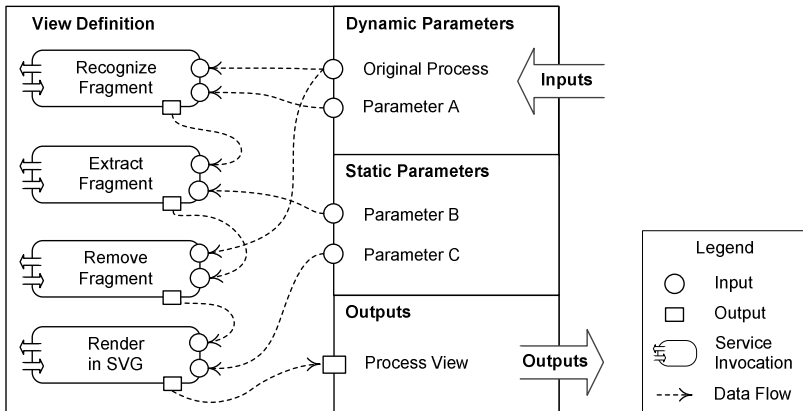 View Definition
Recognize
Fragment
Extract
Fragment
Remove
Fragment
Render
in SVG
Dynamic Parameters
Original Process
Parameter A
Inputs
Static Parameters
Parameter B
Parameter C
Outputs
Process View
Outputs
Legend
Input
Output
Service
Invocation
Data Flow